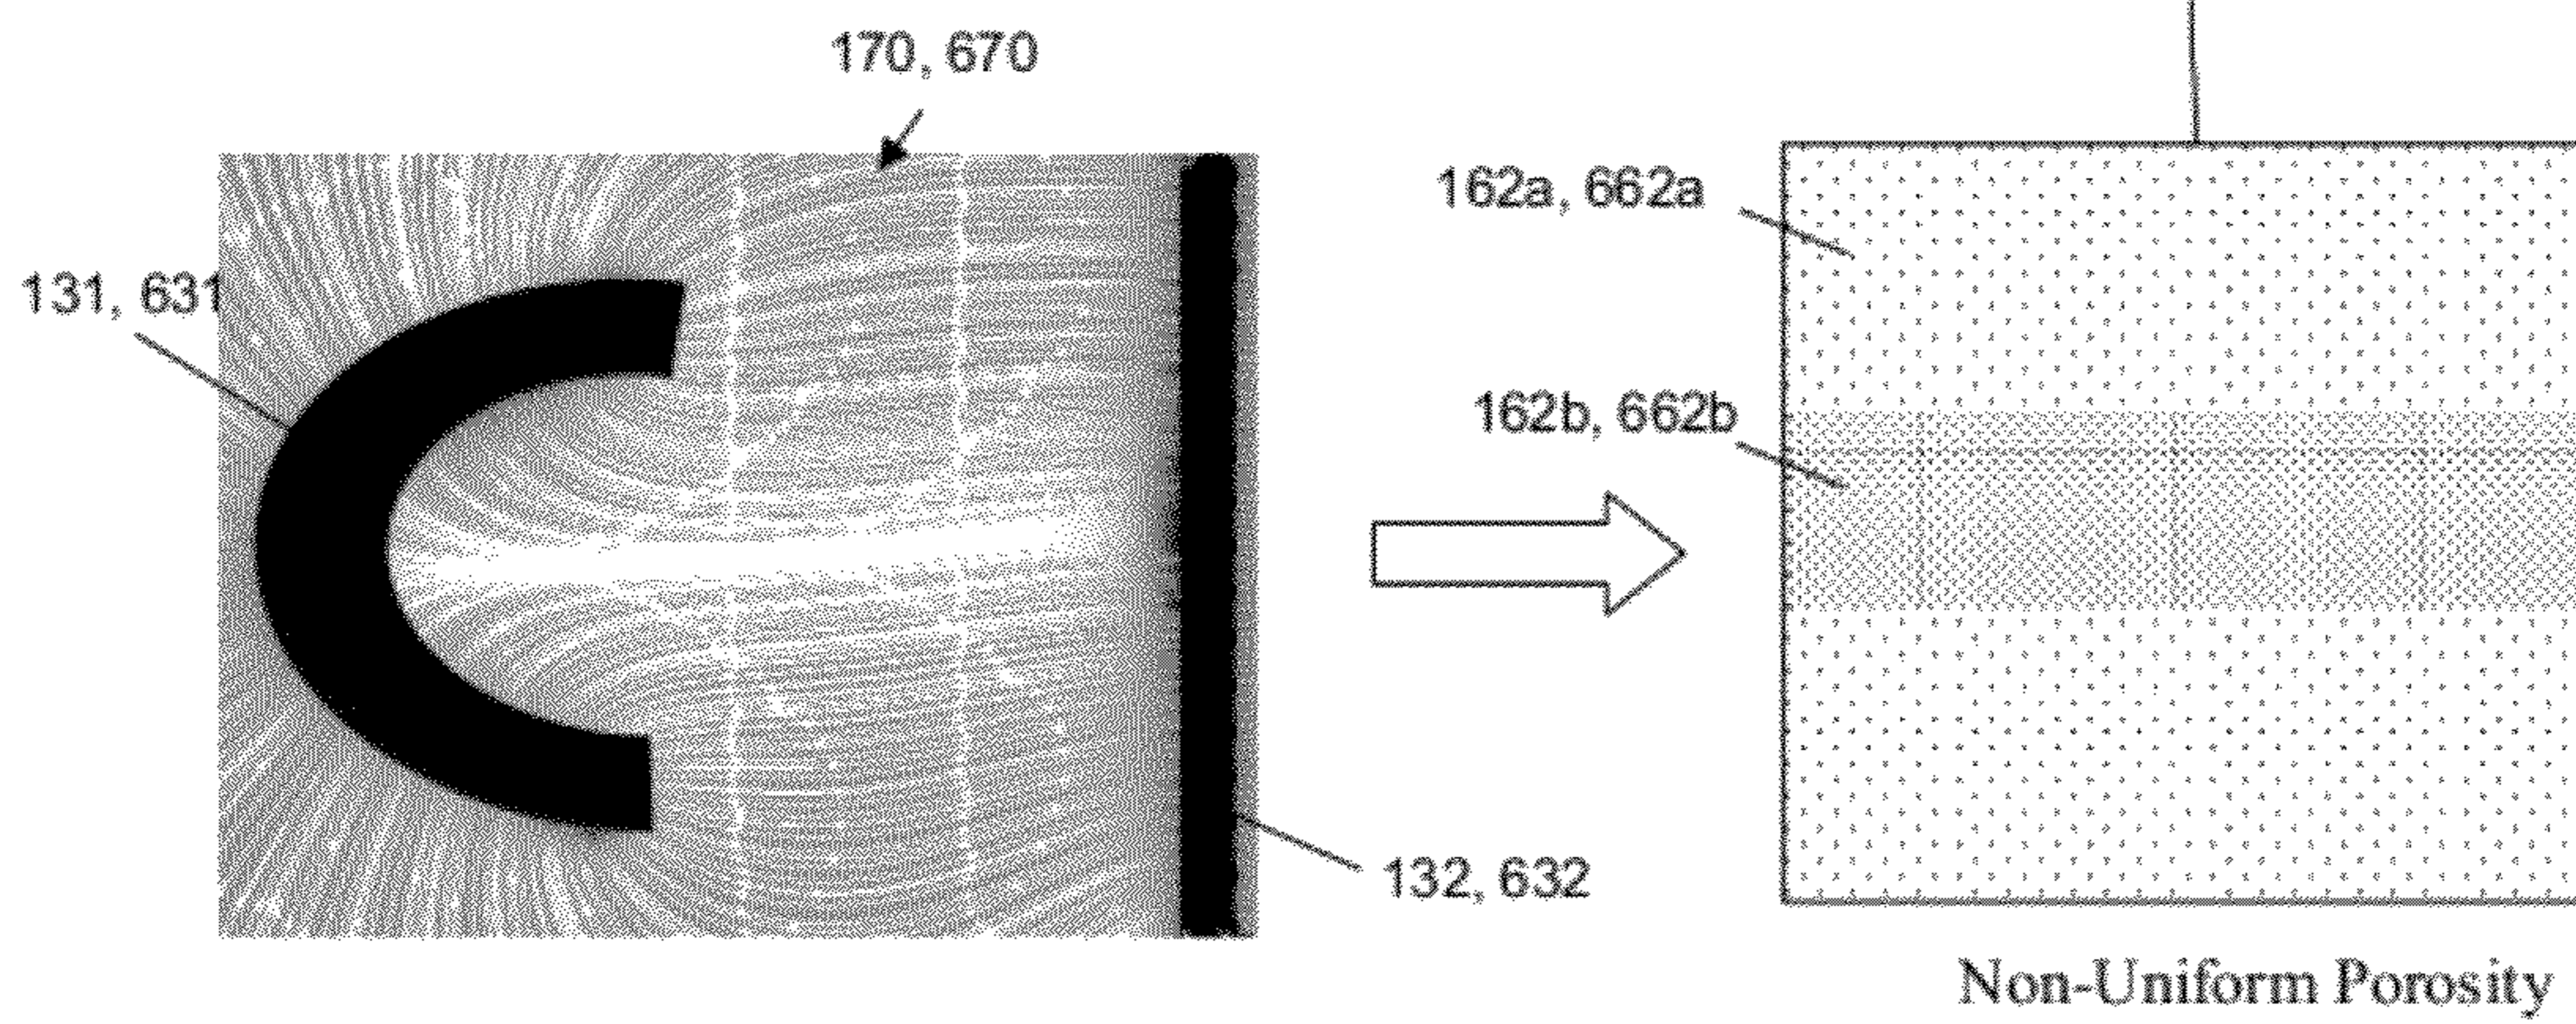 170, 670
162a, 662a
131, 631
162b, 662b
132, 632
Non-Uniform Porosity